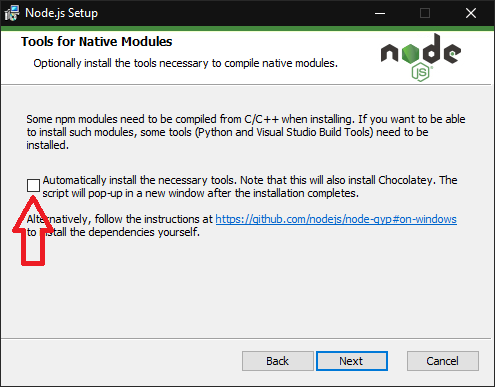 Node.js Setup
Tools for Native Modules
Optionally install the tools necessary to compile native modules.
node
JS
Some npm modules need to be compiled from C/C++ when installing. If you want to be able
to install such modules, some tools (Python and Visual Studio Build Tools) need to be
installed.
Automatically install the necessary tools. Note that this will also install Chocolatey. The
script will pop-up in a new window after the installation completes.
Alternatively, follow the instructions at https://github.com/nodejs/node-gyp#on-windows
to install the dependencies yourself.
Back
Next
Cancel